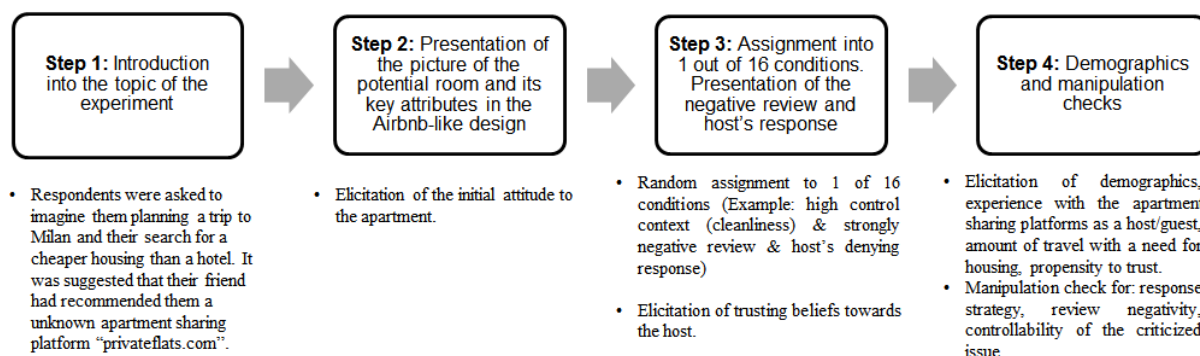 Step 1: Introduction
into the topic of the
experiment
Step 2: Presentation of
the picture of the
potential room and its
key attributes in the
Airbnb-like design
Step 3: Assignment into
1 out of 16 conditions.
Presentation of the
negative review and
host's response
Step 4: Demographics
and manipulation
checks
• Respondents were asked to
imagine them planning a trip to
Milan and their search for a
cheaper housing than a hotel. It
was suggested that their friend
had recommended them a
unknown apartment sharing
platform “privateflats.com”.
• Elicitation of the initial attitude to
the apartment.
• Random assignment to 1 of 16
conditions (Example: high control
context (cleanliness) & strongly
negative review & host's denying
response)
• Elicitation of trusting beliefs towards
the host.
• Elicitation of demographics,
experience with the apartment
sharing platforms as a host/guest,
amount of travel with a need for
housing, propensity to trust.
• Manipulation check for: response
strategy, review negativity,
controllability of the criticized
issue